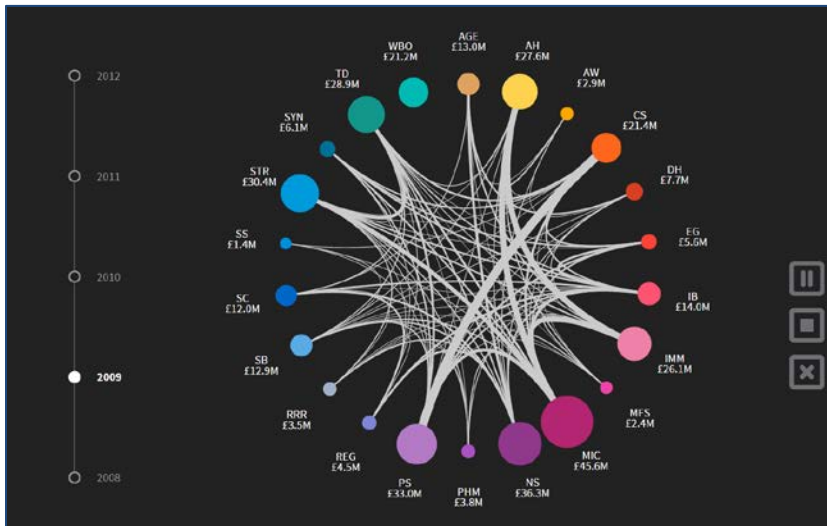 2012
2011
2010
2009
2008
AGE
£13.0M
AH
£27.6M
AW
£2.9M
CS
£21.4M
DH
£7.7M
EG
£5.6M
IB
£14.0M
IMM
£26.1M
MFS
£2.4M
MIC
£45.6M
NS
£36.3M
PHM
£3.8M
PS
£33.0M
REG
£4.5M
RRR
£3.5M
SB
£12.9M
SC
£12.0M
SS
£1.4M
STR
£30.4M
SYN
£6.1M
TD
£28.9M
WBO
£21.2M